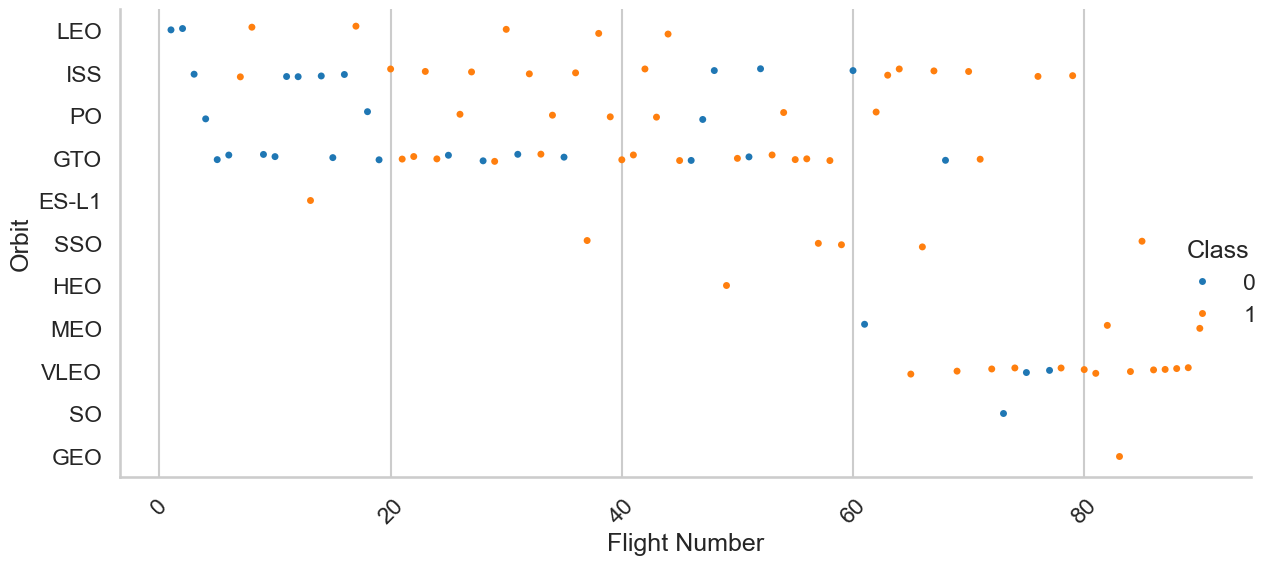 LEO
ISS
PO
GTO
ES-L1
SSO
HEO
MEO
VLEO
SO
GEO
Orbit
0
20
40
60
80
Flight Number
Class
0
1